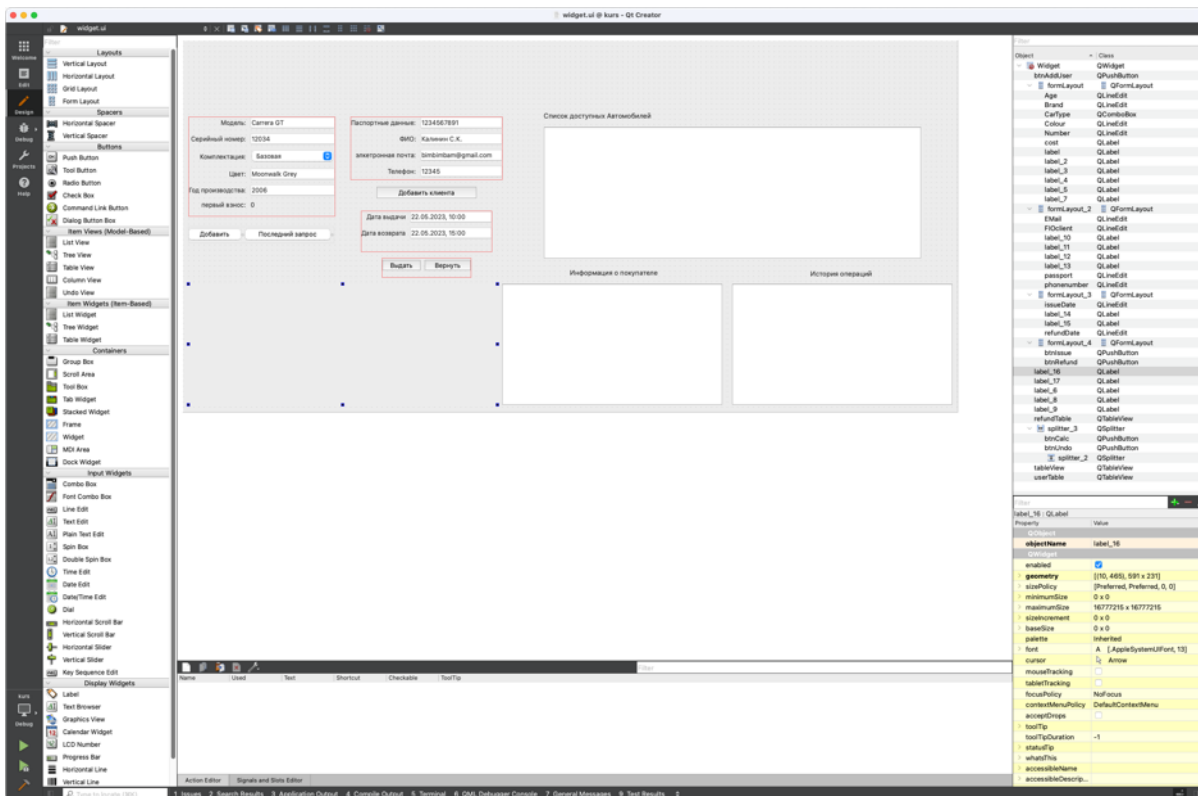 widget.ui @ kurs - Qt Creator
widget.ui
Welcome
Edit
Design
Debug
Projects
Help
kurs
Debug
Filter
Layouts
Vertical Layout
Horizontal Layout
Grid Layout
Form Layout
Spacers
Horizontal Spacer
Vertical Spacer
Buttons
Push Button
Tool Button
Radio Button
Check Box
Command Link Button
Dialog Button Box
Item Views (Model-Based)
List View
Tree View
Table View
Column View
Undo View
Item Widgets (Item-Based)
List Widget
Tree Widget
Table Widget
Containers
Group Box
Scroll Area
Tool Box
Tab Widget
Stacked Widget
Frame
Widget
MDI Area
Dock Widget
Input Widgets
Combo Box
Font Combo Box
Line Edit
Text Edit
Plain Text Edit
Spin Box
Double Spin Box
Time Edit
Date Edit
Date/Time Edit
Dial
Horizontal Scroll Bar
Vertical Scroll Bar
Horizontal Slider
Vertical Slider
Key Sequence Edit
Display Widgets
Label
Text Browser
Graphics View
Calendar Widget
LCD Number
Progress Bar
Horizontal Line
Vertical Line
Модель: Carrera GT
Серийный номер: 12034
Комплектация: Базовая
Цвет: Moonwalk Grey
Год производства: 2006
первый взнос: 0
Добавить Последний запрос
Паспортные данные: 1234567891
ФИО: Калинин С.К.
электронная почта: bimbimbam@gmail.com
Телефон: 12345
Добавить клиента
Дата выдачи 22.05.2023, 10:00
Дата возврата 22.05.2023, 15:00
Выдать Вернуть
Список доступных Автомобилей
Информация о покупателе
История операций
Filter
Name Used Text Shortcut Checkable ToolTip
Action Editor Signals and Slots Editor
Filter
Object Class
Widget QWidget
btnAddUser QPushButton
formLayout QFormLayout
Age QLineEdit
Brand QLineEdit
CarType QComboBox
Colour QLineEdit
Number QLineEdit
cost QLabel
label QLabel
label_2 QLabel
label_3 QLabel
label_4 QLabel
label_5 QLabel
label_7 QLabel
formLayout_2 QFormLayout
EMail QLineEdit
FIOclient QLineEdit
label_10 QLabel
label_11 QLabel
label_12 QLabel
label_13 QLabel
passport QLineEdit
phonenumber QLineEdit
formLayout_3 QFormLayout
issueDate QLineEdit
label_14 QLabel
label_15 QLabel
refundDate QLineEdit
formLayout_4 QFormLayout
btnIssue QPushButton
btnRefund QPushButton
label_16 QLabel
label_17 QLabel
label_6 QLabel
label_8 QLabel
label_9 QLabel
refundTable QTableView
splitter_3 QSplitter
btnCalc QPushButton
btnUndo QPushButton
splitter_2 QSplitter
tableView QTableView
userTable QTableView
Filter
label_16 : QLabel
Property Value
QObject
objectName label_16
QWidget
enabled
geometry [(10, 465), 591 x 231]
sizePolicy [Preferred, Preferred, 0, 0]
minimumSize 0 x 0
maximumSize 16777215 x 16777215
sizeIncrement 0 x 0
baseSize 0 x 0
palette Inherited
font A [.AppleSystemUIFont, 13]
cursor Arrow
mouseTracking
tabletTracking
focusPolicy NoFocus
contextMenuPolicy DefaultContextMenu
acceptDrops
toolTip
toolTipDuration -1
statusTip
whatsThis
accessibleName
accessibleDescrip...
Type to locate (⌘K) 1 Issues 2 Search Results 3 Application Output 4 Compile Output 5 Terminal 6 QML Debugger Console 7 General Messages 9 Test Results